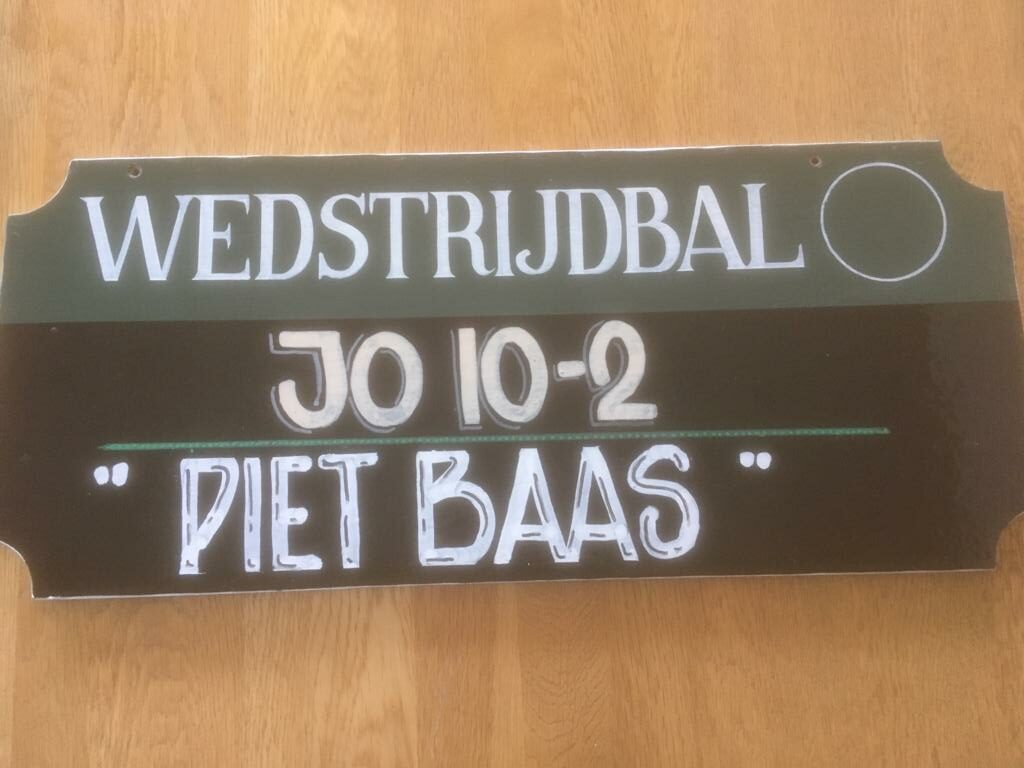 WEDSTRIJDBAL
JO 10-2
" PIET BAAS "